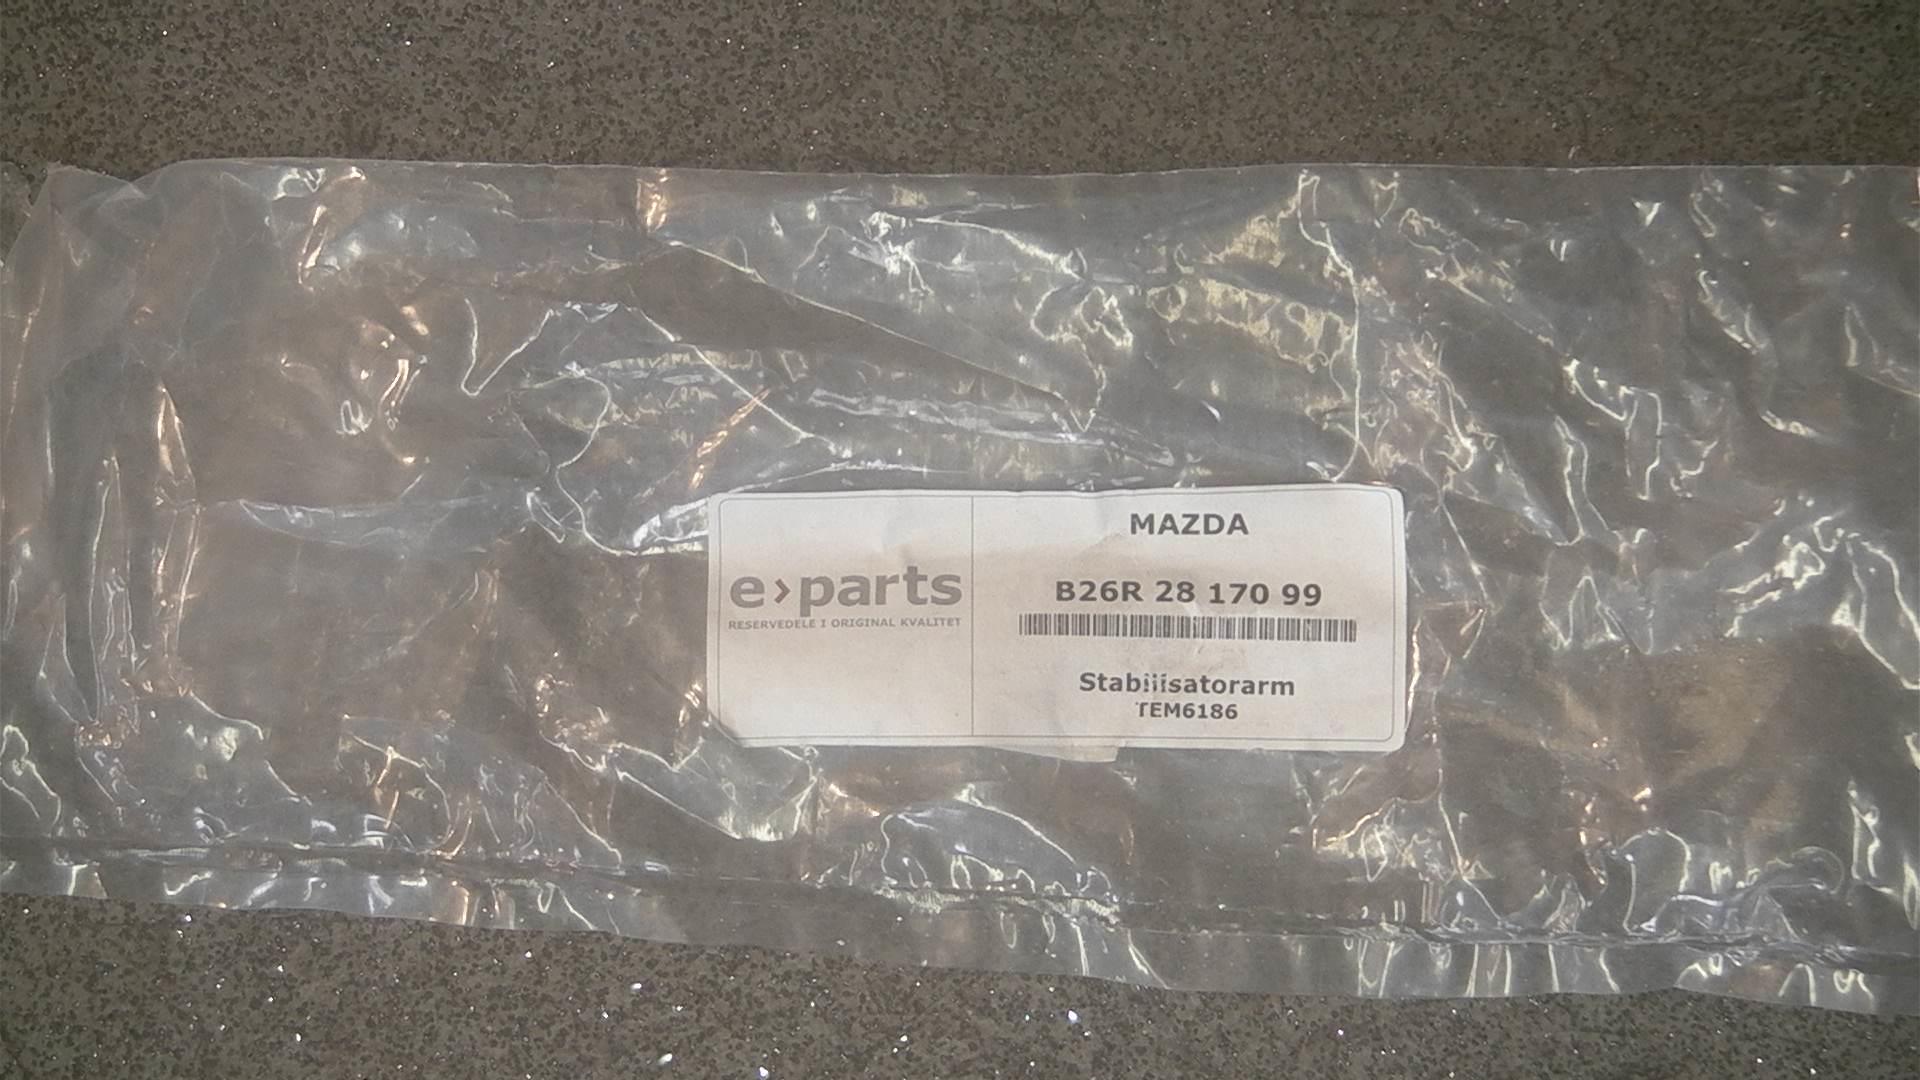 e>parts
RESERVEDELE I ORIGINAL KVALITET
MAZDA
B26R 28 170 99
Stabilisatorarm
TEM6186